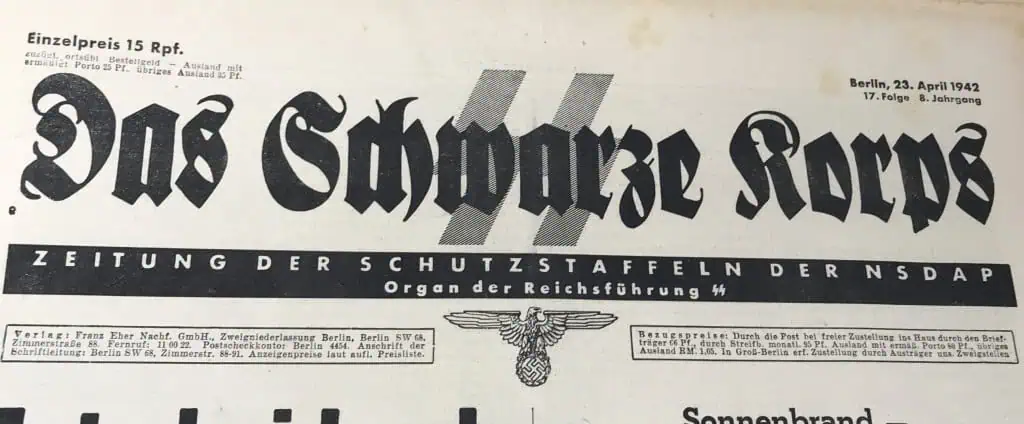 Einzelpreis 15 Rpf.
zuzügl. ortsübl. Bestellgeld — Ausland mit
ermäßigt. Porto 25 Pf. übriges Ausland 35 Pf.
Berlin, 23. April 1942
17. Folge 8. Jahrgang
Das Schwarze Korps
ZEITUNG DER SCHUTZSTAFFELN DER NSDAP
Organ der Reichsführung ᛋᛋ
Verlag: Franz Eher Nachf. GmbH., Zweigniederlassung Berlin, Berlin SW 68,
Zimmerstraße 88. Fernruf: 11 00 22. Postscheckkonto: Berlin 4454. Anschrift der
Schriftleitung: Berlin SW 68, Zimmerstr. 88-91. Anzeigenpreise laut aufl. Preisliste.
Bezugspreise: Durch die Post bei freier Zustellung ins Haus durch den Brief-
träger 66 Pf., durch Streifb. monatl. 95 Pf. Ausland mit ermäß. Porto 80 Pf., übriges
Ausland RM. 1,05. In Groß-Berlin erf. Zustellung durch Austräger uns. Zweigstellen
Sonnenbrand —